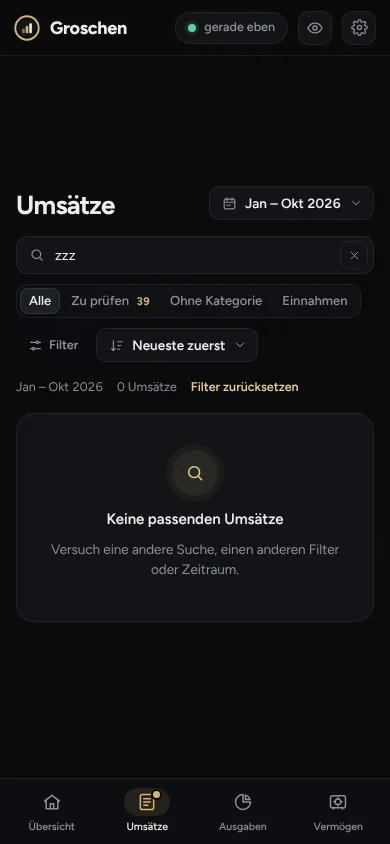 Groschen
gerade eben
Umsätze
Jan – Okt 2026
zzz
Alle
Zu prüfen 39
Ohne Kategorie
Einnahmen
Filter
Neueste zuerst
Jan – Okt 2026
0 Umsätze
Filter zurücksetzen
Keine passenden Umsätze
Versuch eine andere Suche, einen anderen Filter
oder Zeitraum.
Übersicht
Umsätze
Ausgaben
Vermögen